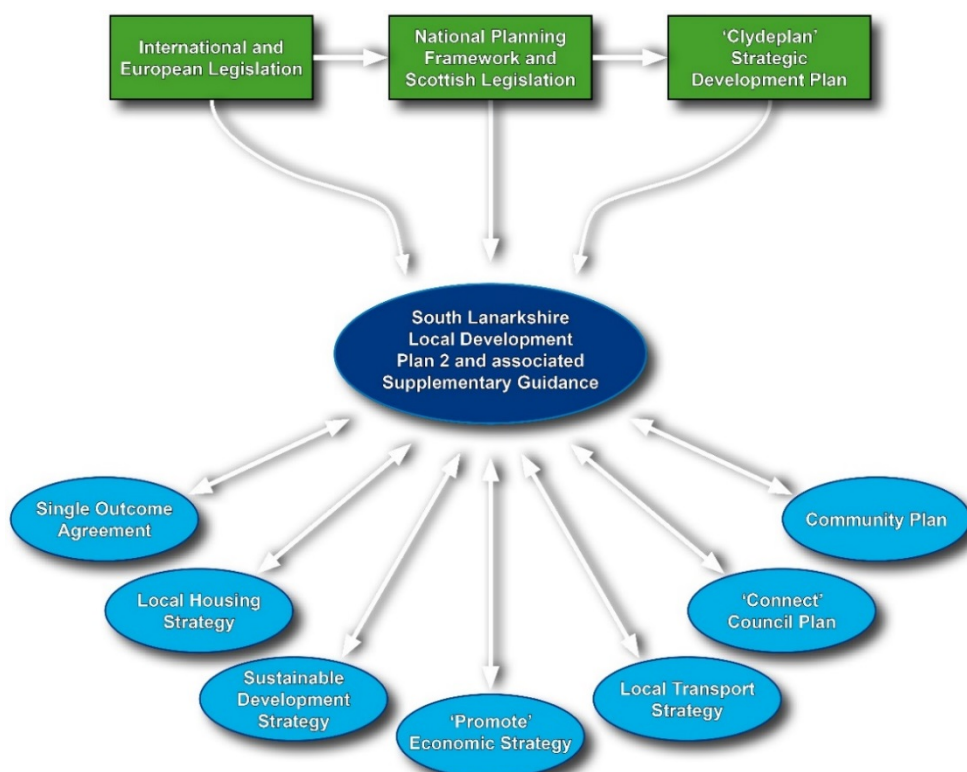 International and
European Legislation
National Planning
Framework and
Scottish Legislation
‘Clydeplan’
Strategic
Development Plan
South Lanarkshire
Local Development
Plan 2 and associated
Supplementary Guidance
Single Outcome
Agreement
Local Housing
Strategy
Sustainable
Development
Strategy
‘Promote’
Economic Strategy
Local Transport
Strategy
‘Connect’
Council Plan
Community Plan